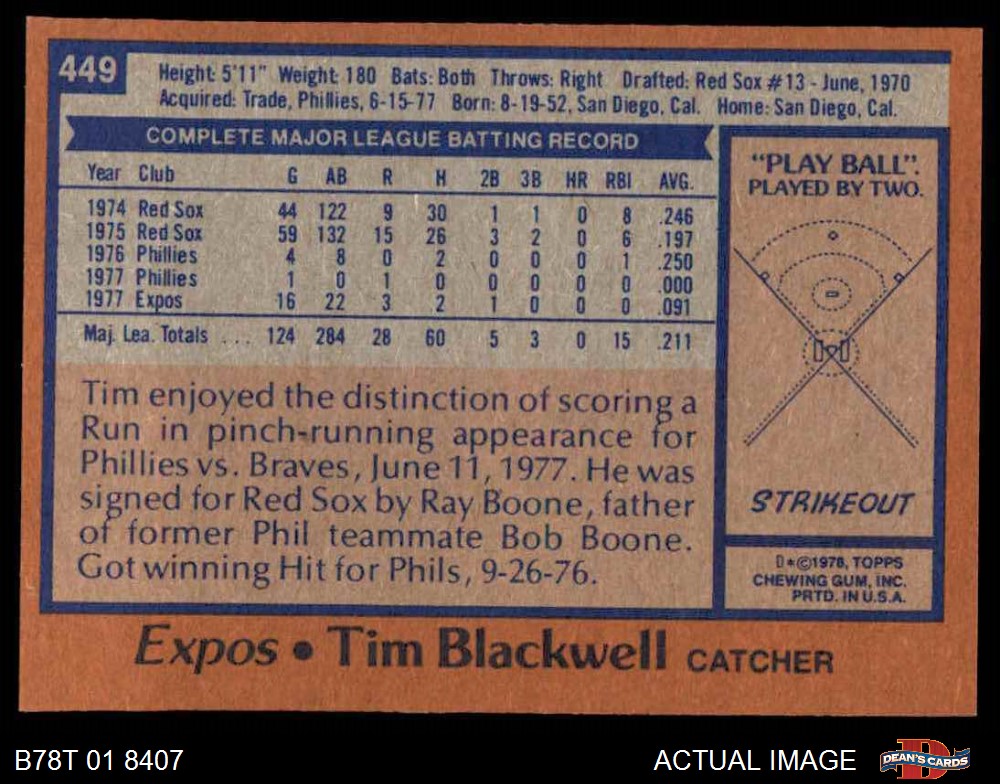 449
Height: 5'11" Weight: 180 Bats: Both Throws: Right Drafted: Red Sox #13 - June, 1970
Acquired: Trade, Phillies, 6-15-77 Born: 8-19-52, San Diego, Cal. Home: San Diego, Cal.
COMPLETE MAJOR LEAGUE BATTING RECORD
Year Club G AB R H 2B 3B HR RBI AVG.
1974 Red Sox 44 122 9 30 1 1 0 8 .246
1975 Red Sox 59 132 15 26 3 2 0 6 .197
1976 Phillies 4 8 0 2 0 0 0 1 .250
1977 Phillies 1 0 1 0 0 0 0 0 .000
1977 Expos 16 22 3 2 1 0 0 0 .091
Maj. Lea. Totals ... 124 284 28 60 5 3 0 15 .211
Tim enjoyed the distinction of scoring a
Run in pinch-running appearance for
Phillies vs. Braves, June 11, 1977. He was
signed for Red Sox by Ray Boone, father
of former Phil teammate Bob Boone.
Got winning Hit for Phils, 9-26-76.
"PLAY BALL".
PLAYED BY TWO.
STRIKEOUT
D*©1978, TOPPS
CHEWING GUM, INC.
PRTD. IN U.S.A.
Expos • Tim Blackwell CATCHER
B78T 01 8407
ACTUAL IMAGE
DEAN'S CARDS